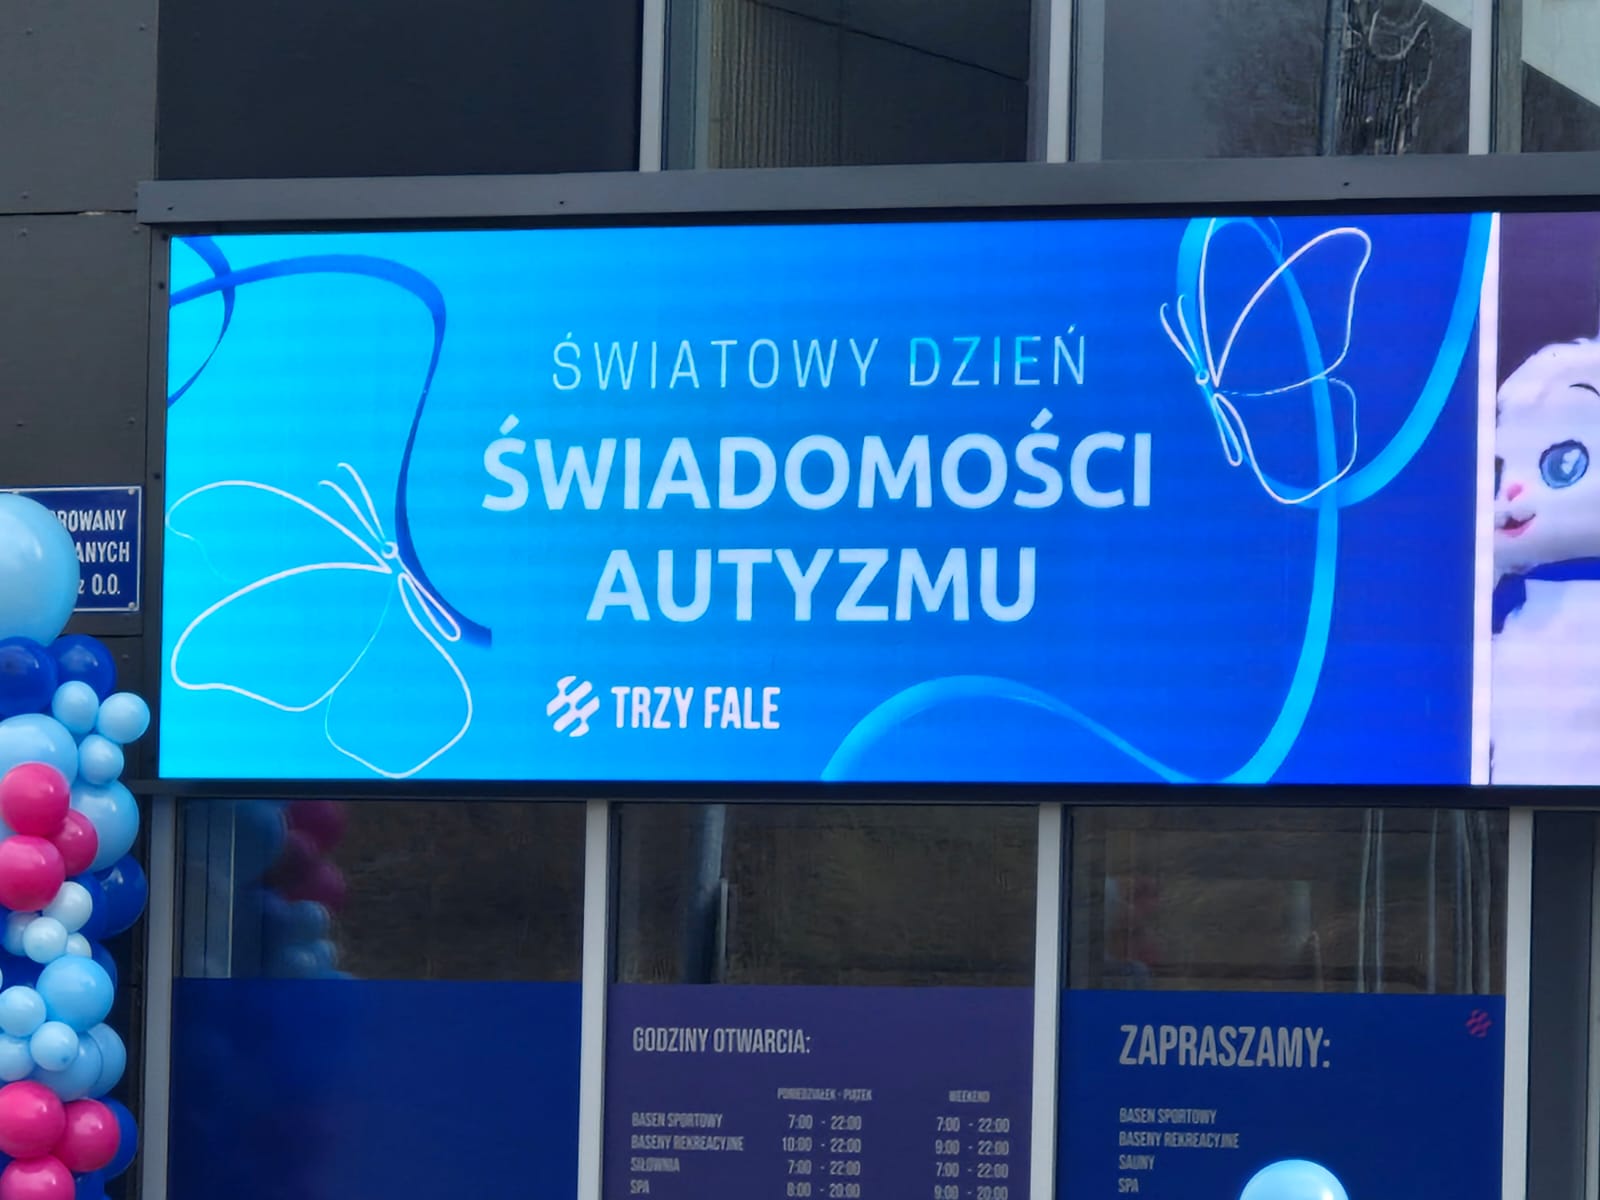 ŚWIATOWY DZIEŃ
ŚWIADOMOŚCI
AUTYZMU
TRZY FALE
ROWANY
ANYCH
z O.O.
GODZINY OTWARCIA:
PONIEDZIAŁEK - PIĄTEK WEEKEND
BASEN SPORTOWY 7:00 - 22:00 7:00 - 22:00
BASENY REKREACYJNE 10:00 - 22:00 9:00 - 22:00
SIŁOWNIA 7:00 - 22:00 7:00 - 22:00
SPA 8:00 - 20:00 9:00 - 20:00
ZAPRASZAMY:
BASEN SPORTOWY
BASENY REKREACYJNE
SAUNY
SPA